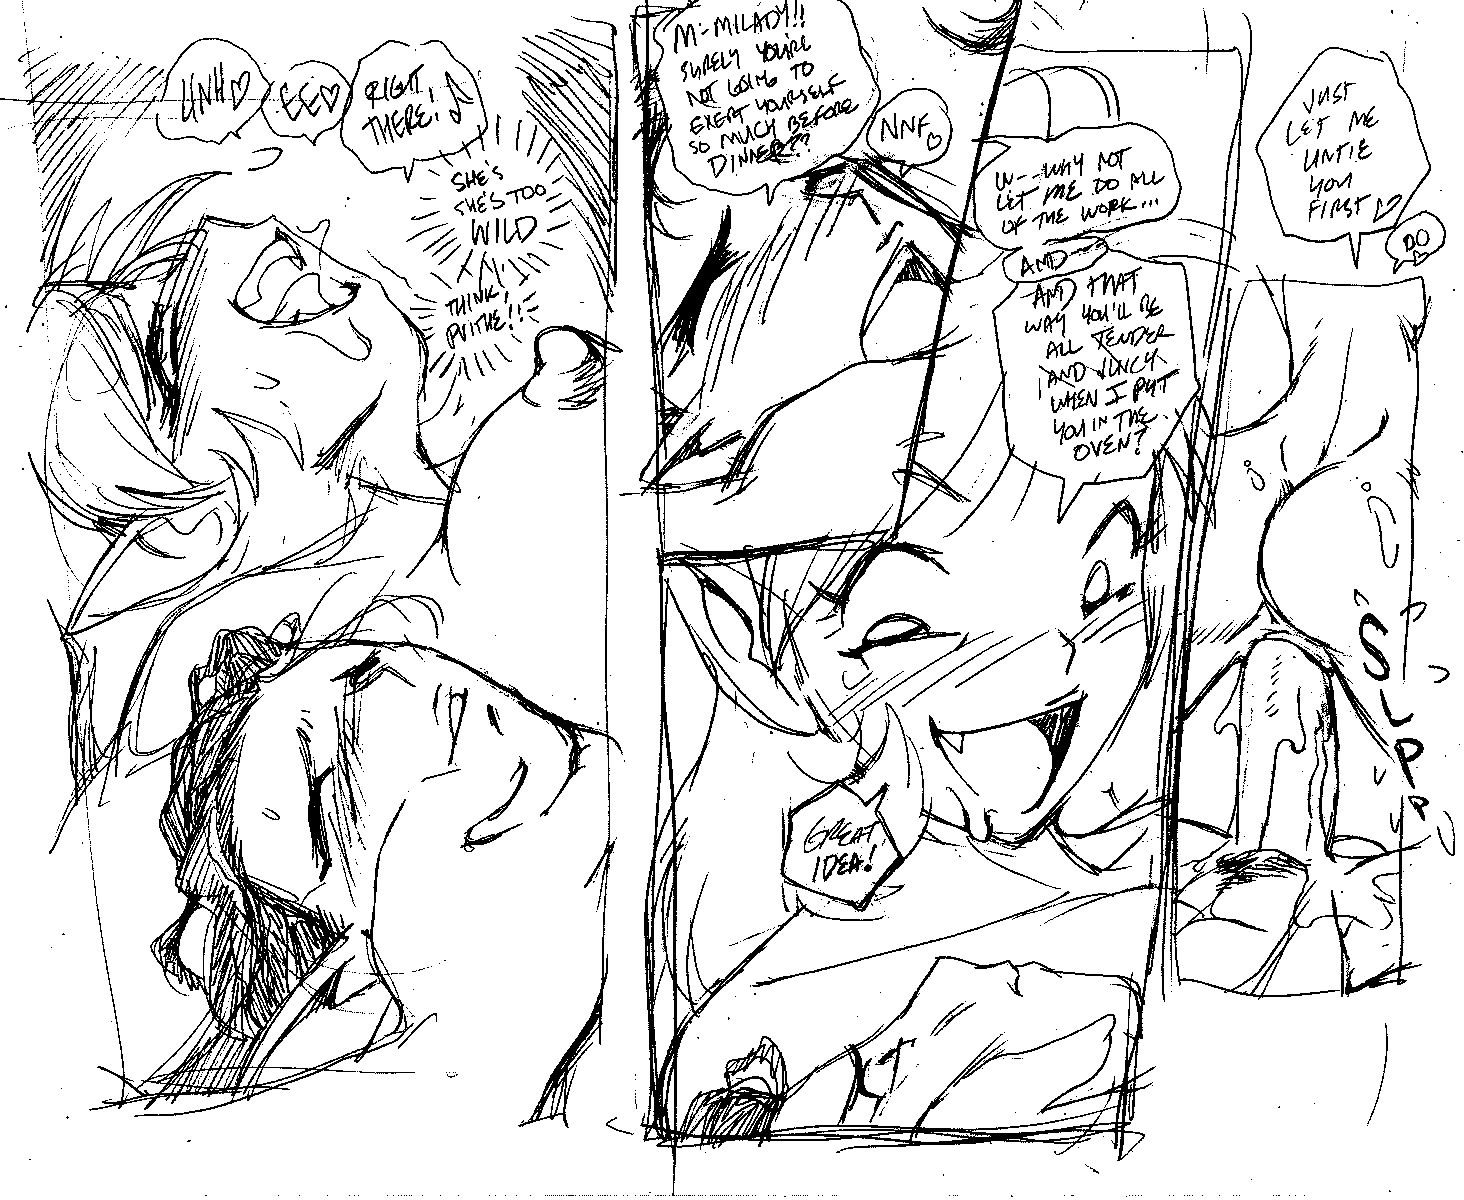 UNH♡
EE♡
RIGHT,
THERE,♪
SHE'S
SHE'S TOO
WILD
THINK,
PVITHE!!
M-MILADY!!
SURELY YOU'RE
NOT GOING TO
EXERT YOURSELF
SO MUCH BEFORE
DINNER??
NNF♡
W--WHY NOT
LET ME DO ALL
OF THE WORK...
AND--
AND THAT
WAY YOU'LL BE
ALL TENDER
AND JUICY
WHEN I PUT
YOU IN THE
OVEN?
GREAT
IDEA!
JUST
LET ME
UNTIE
YOU
FIRST♡
DO
SLPP